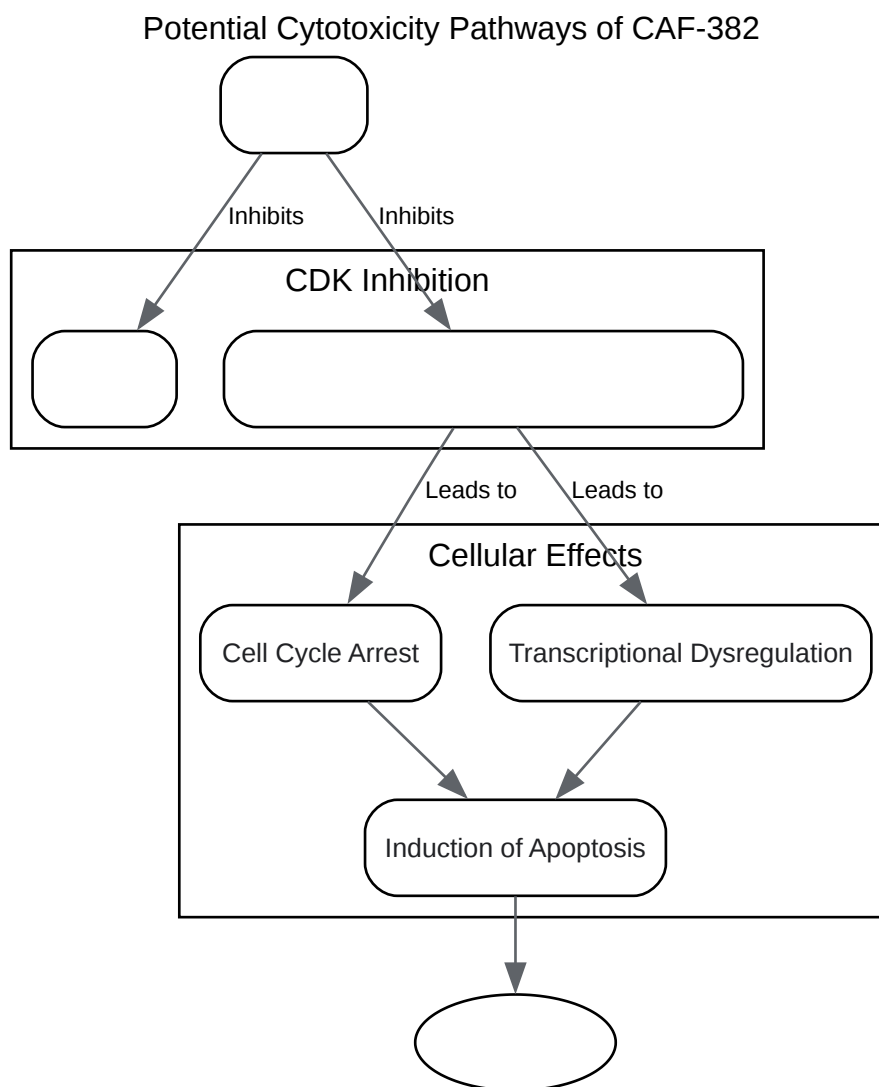 Potential Cytotoxicity Pathways of CAF-382
Inhibits
Inhibits
CDK Inhibition
Leads to
Leads to
Cellular Effects
Cell Cycle Arrest
Transcriptional Dysregulation
Induction of Apoptosis